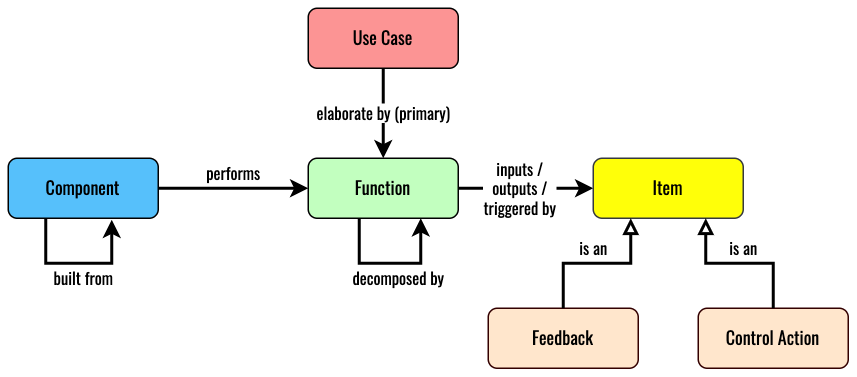 Use Case
elaborate by (primary)
Component
performs
Function
inputs /
outputs /
triggered by
Item
built from
decomposed by
is an
is an
Feedback
Control Action